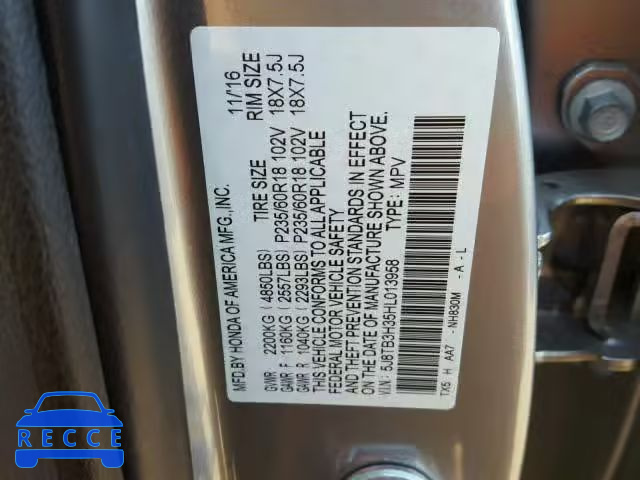 MFD.BY HONDA OF AMERICA MFG.,INC. 11/16
TIRE SIZE RIM SIZE
GVWR 2200KG (4850LBS)
GAWR F 1160KG (2557LBS) P235/60R18 102V 18X7.5J
GAWR R 1040KG (2293LBS) P235/60R18 102V 18X7.5J
THIS VEHICLE CONFORMS TO ALL APPLICABLE
FEDERAL MOTOR VEHICLE SAFETY
AND THEFT PREVENTION STANDARDS IN EFFECT
ON THE DATE OF MANUFACTURE SHOWN ABOVE.
V.I.N: 5J8TB3H35HL013958 TYPE: MPV
TX5 H AA7 -NH830M -A-L
RECCE